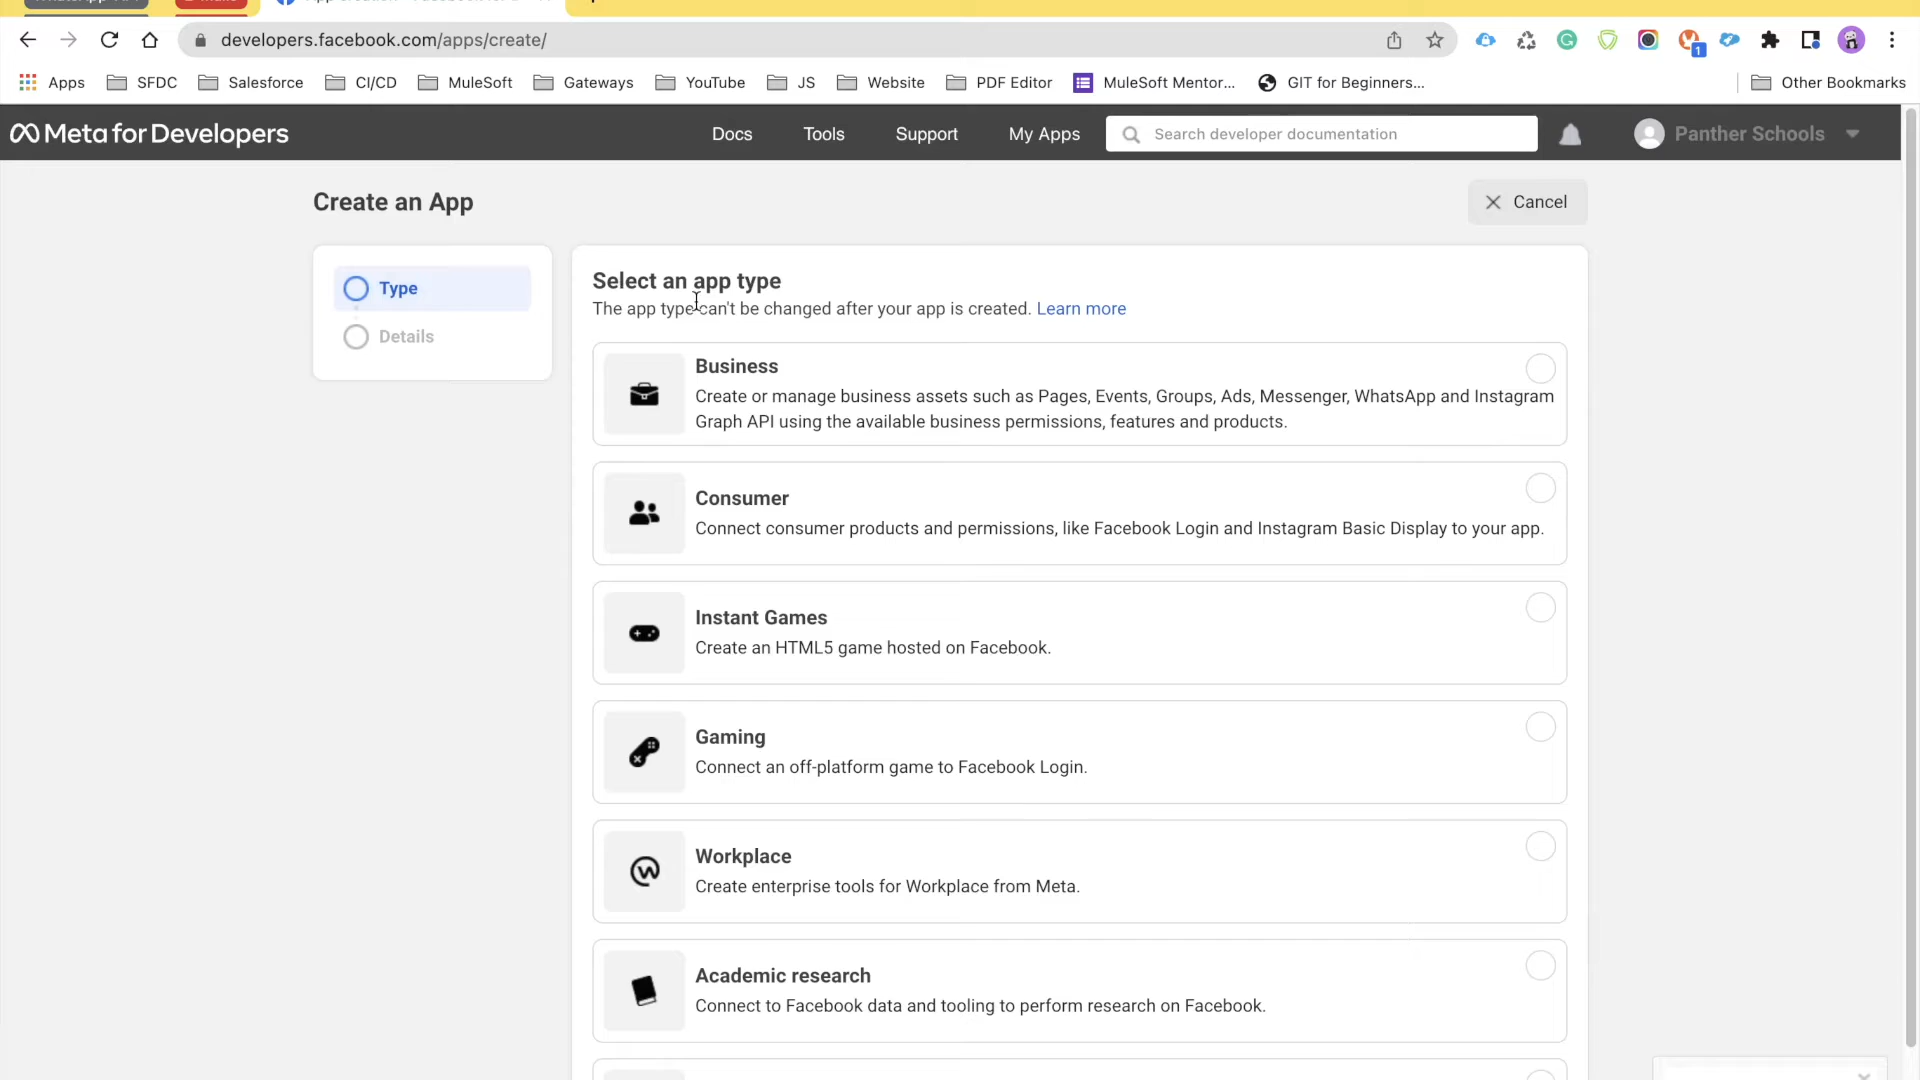 developers.facebook.com/apps/create/
1
Apps SFDC Salesforce CI/CD MuleSoft Gateways YouTube JS Website PDF Editor MuleSoft Mentor... GIT for Beginners... Other Bookmarks
Meta for Developers Docs Tools Support My Apps Search developer documentation Panther Schools
Create an App
Cancel
Type
Details
Select an app type
The app type can't be changed after your app is created. Learn more
Business
Create or manage business assets such as Pages, Events, Groups, Ads, Messenger, WhatsApp and Instagram
Graph API using the available business permissions, features and products.
Consumer
Connect consumer products and permissions, like Facebook Login and Instagram Basic Display to your app.
Instant Games
Create an HTML5 game hosted on Facebook.
Gaming
Connect an off-platform game to Facebook Login.
Workplace
Create enterprise tools for Workplace from Meta.
Academic research
Connect to Facebook data and tooling to perform research on Facebook.